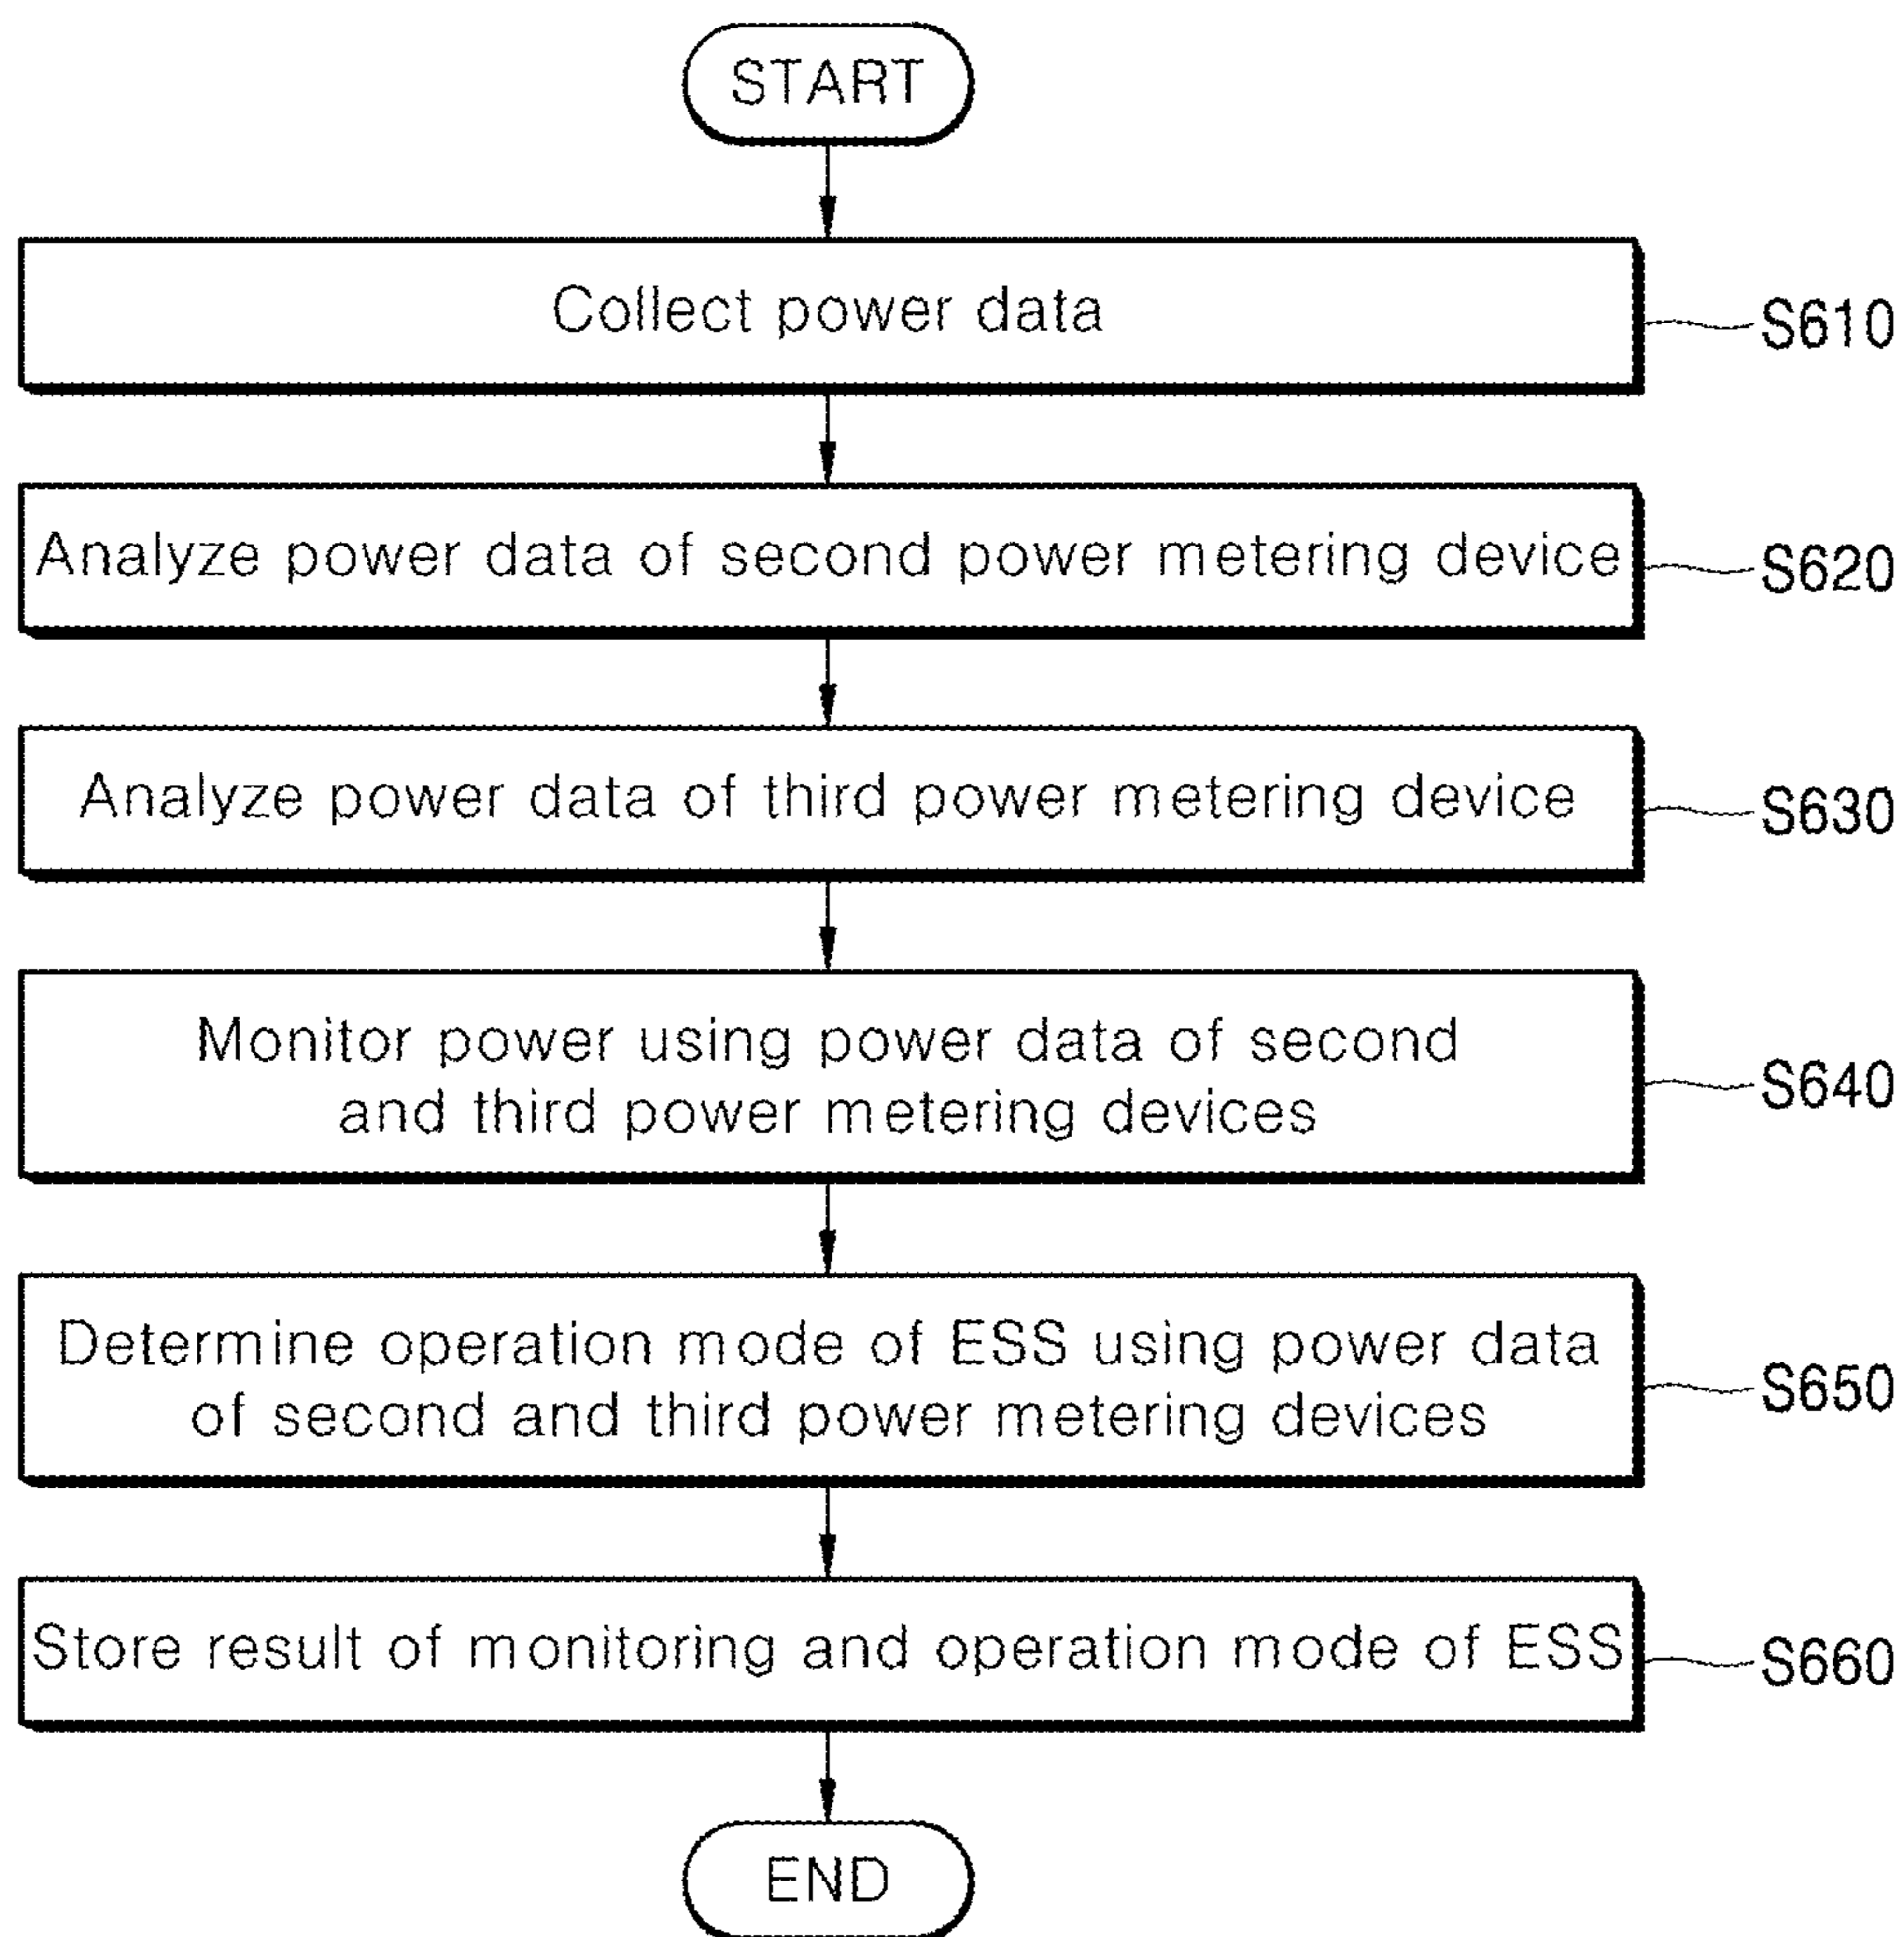 START
Collect power data
S610
Analyze power data of second power metering device
S620
Analyze power data of third power metering device
S630
Monitor power using power data of second
and third power metering devices
S640
Determine operation mode of ESS using power data
of second and third power metering devices
S650
Store result of monitoring and operation mode of ESS
S660
END